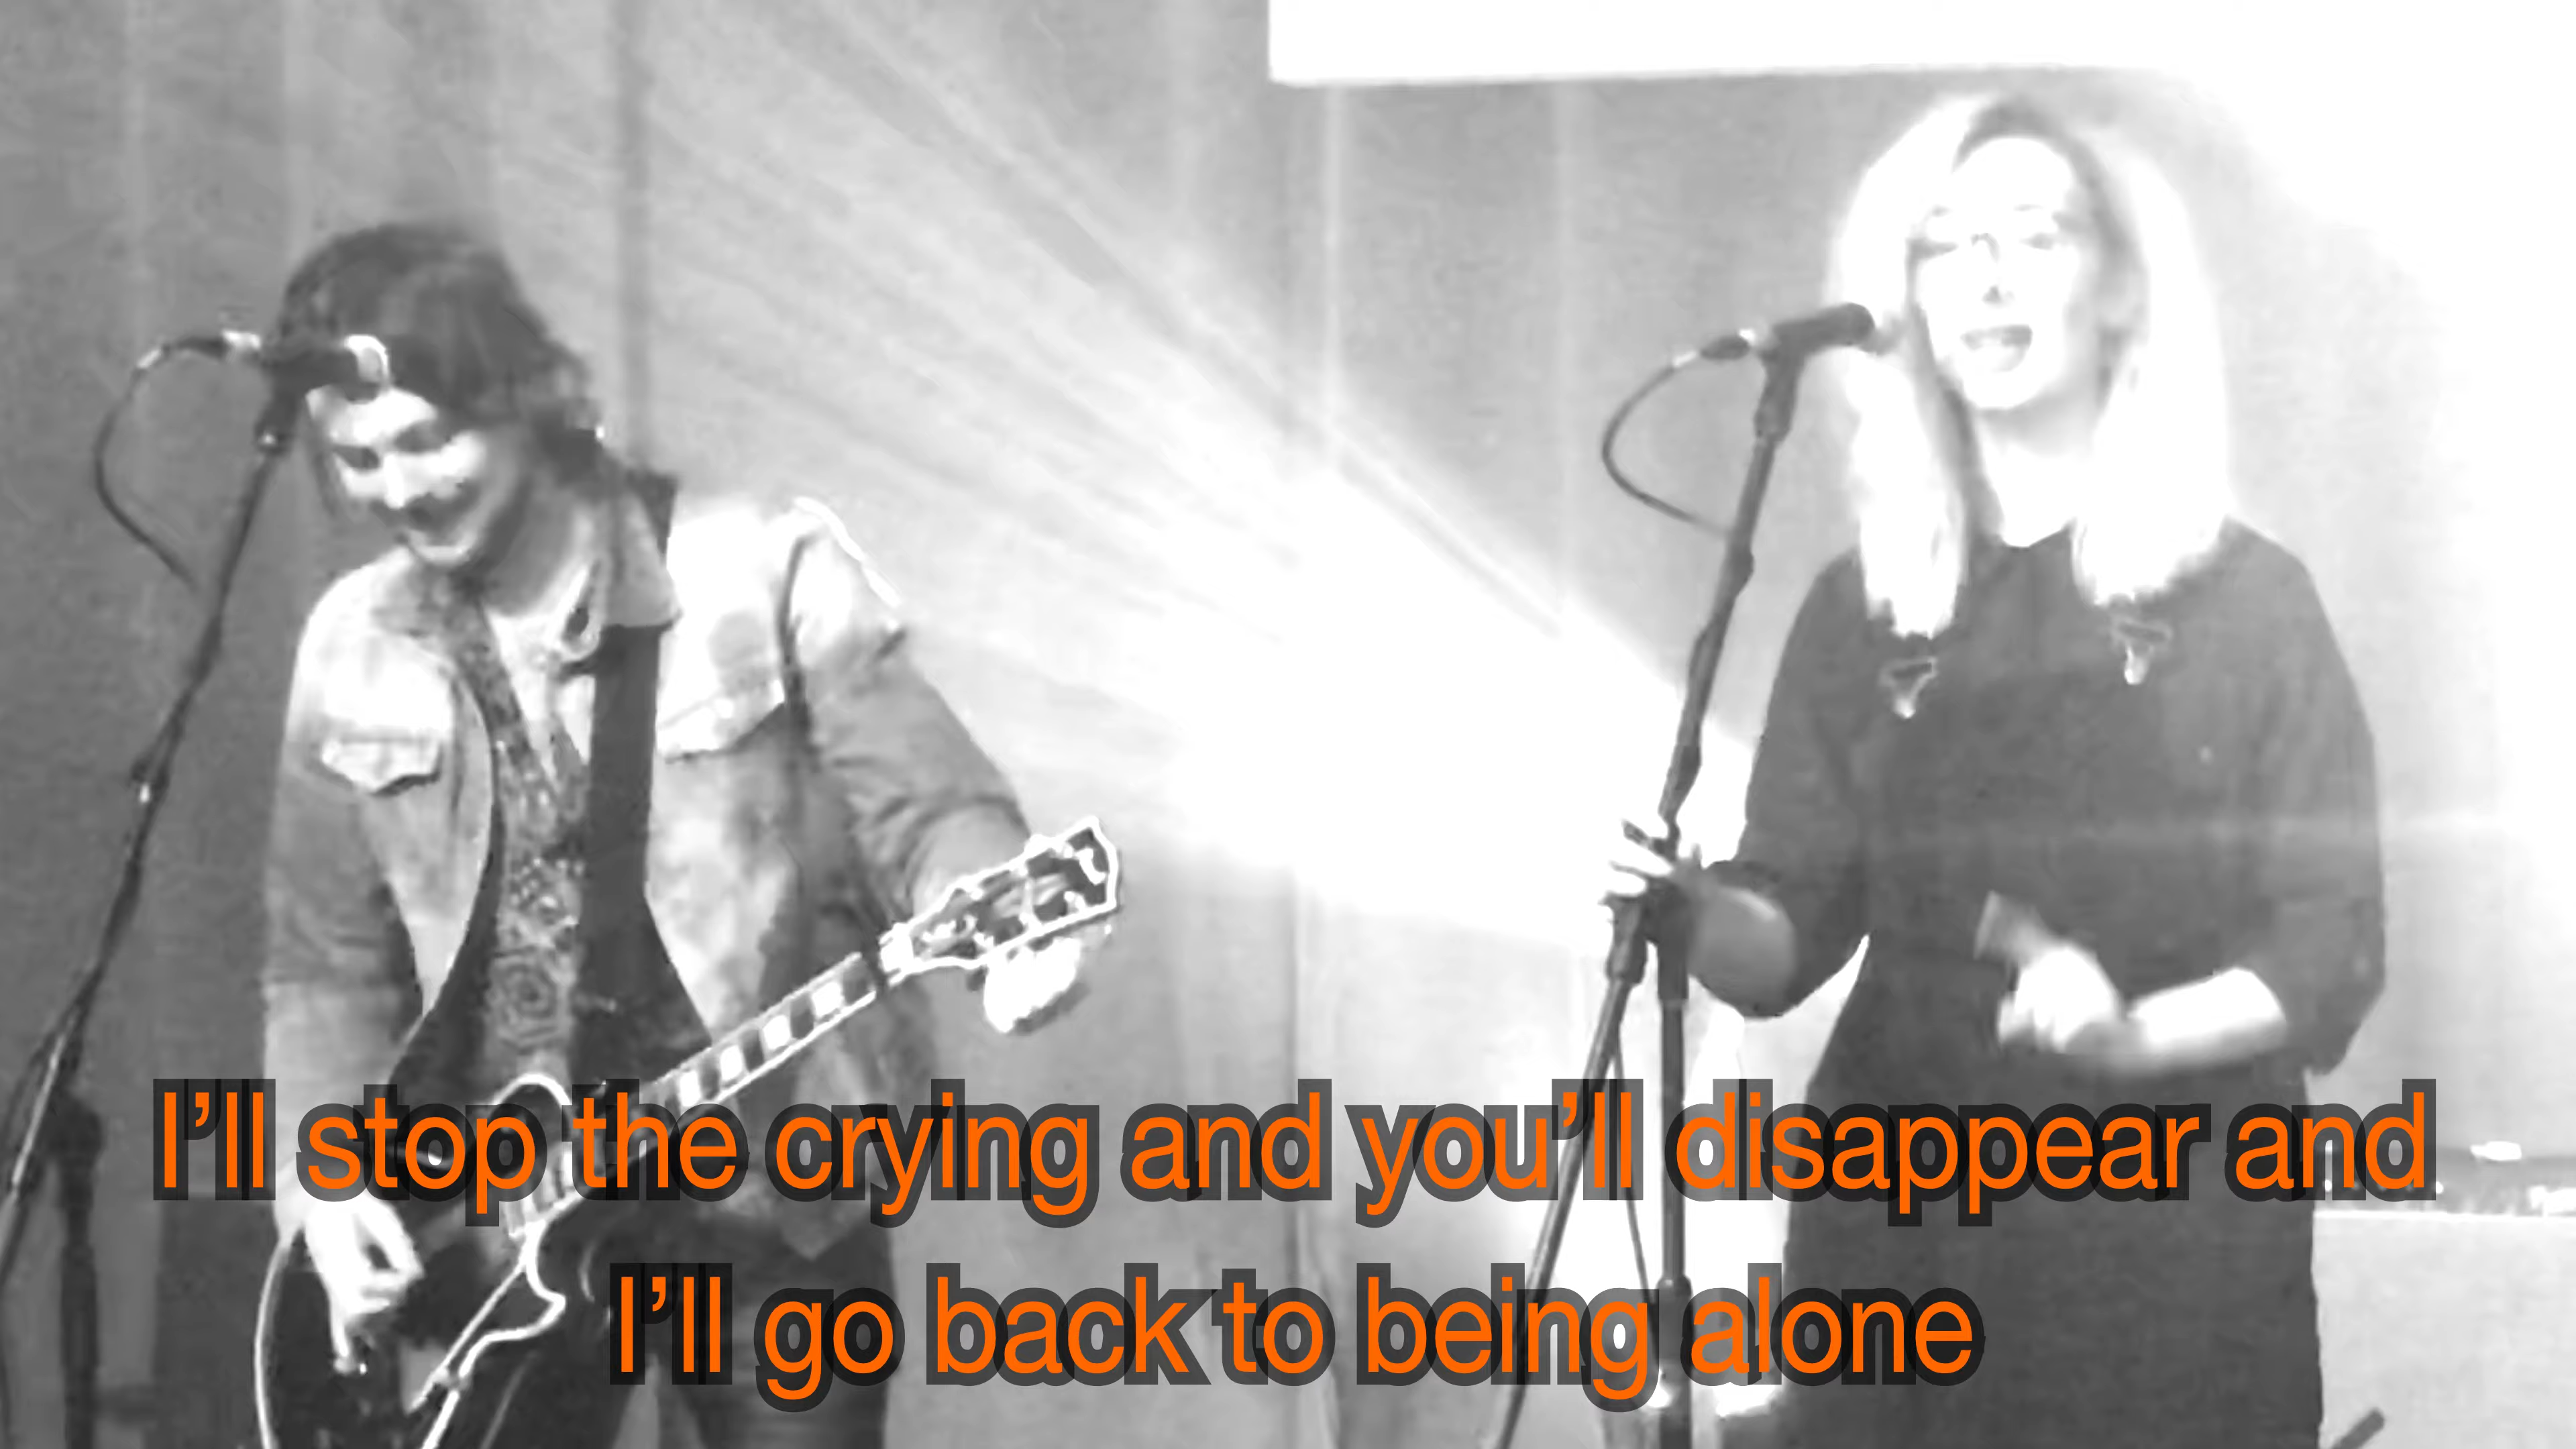 I’ll stop the crying and you’ll disappear and
I’ll go back to being alone